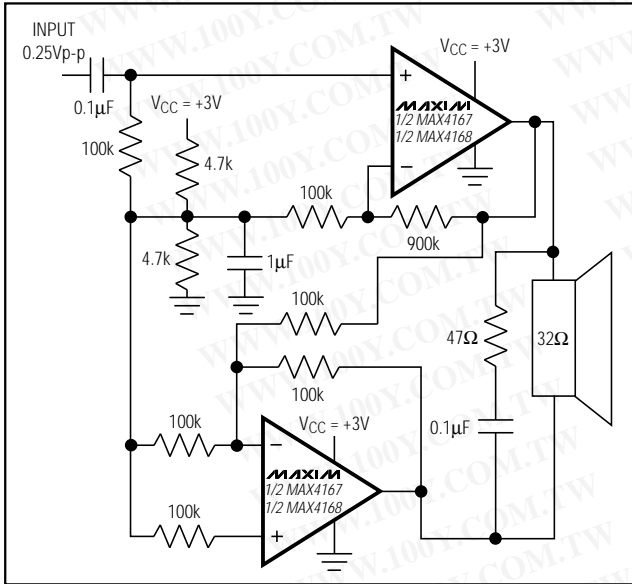 INPUT
0.25Vp-p
0.1µF
VCC = +3V
VCC = +3V
100k
4.7k
MAXIM
1/2 MAX4167
1/2 MAX4168
+
−
100k
900k
4.7k
1µF
100k
100k
47Ω
32Ω
0.1µF
100k
VCC = +3V
−
MAXIM
1/2 MAX4167
1/2 MAX4168
+
100k
WWW.100Y.COM.TW